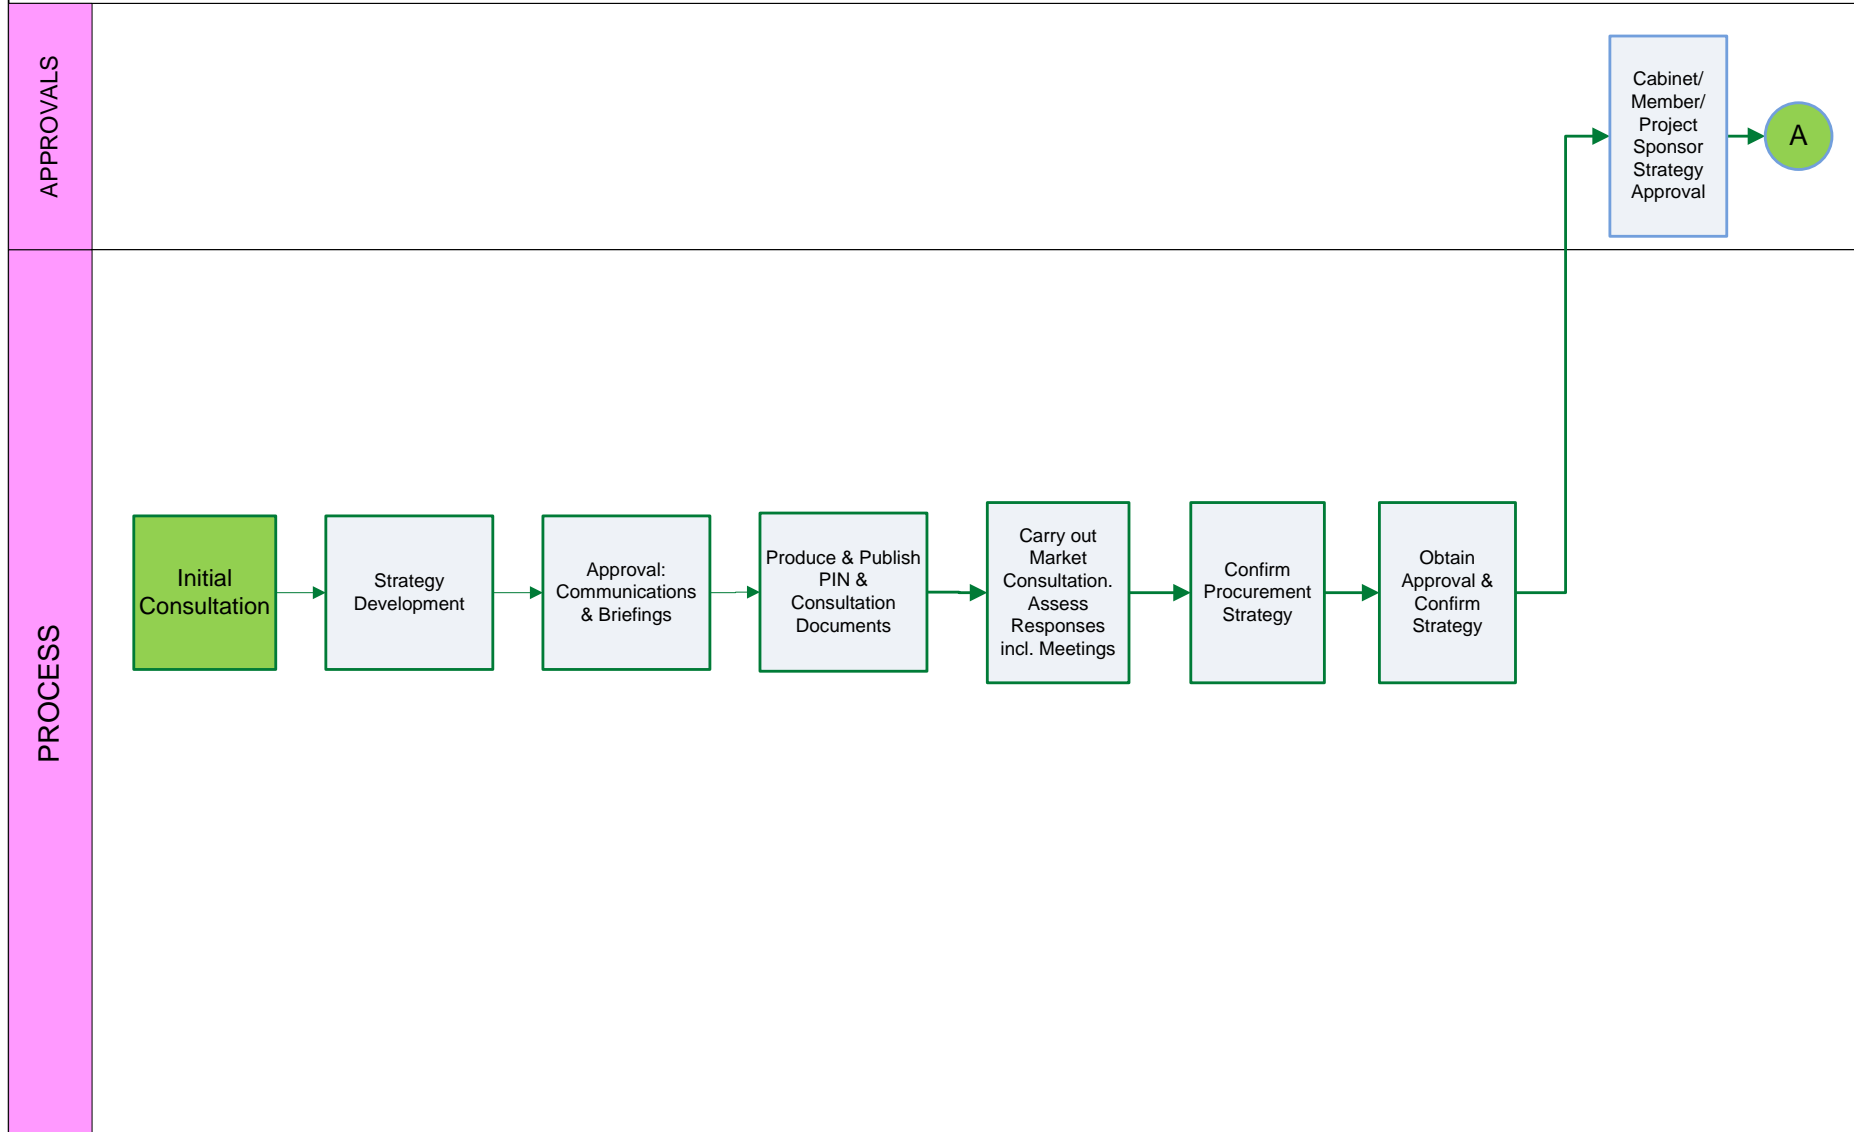 APPROVALS
Cabinet/
Member/
Project
Sponsor
Strategy
Approval
A
PROCESS
Initial
Consultation
Strategy
Development
Approval:
Communications
& Briefings
Produce & Publish
PIN &
Consultation
Documents
Carry out
Market
Consultation.
Assess
Responses
incl. Meetings
Confirm
Procurement
Strategy
Obtain
Approval &
Confirm
Strategy